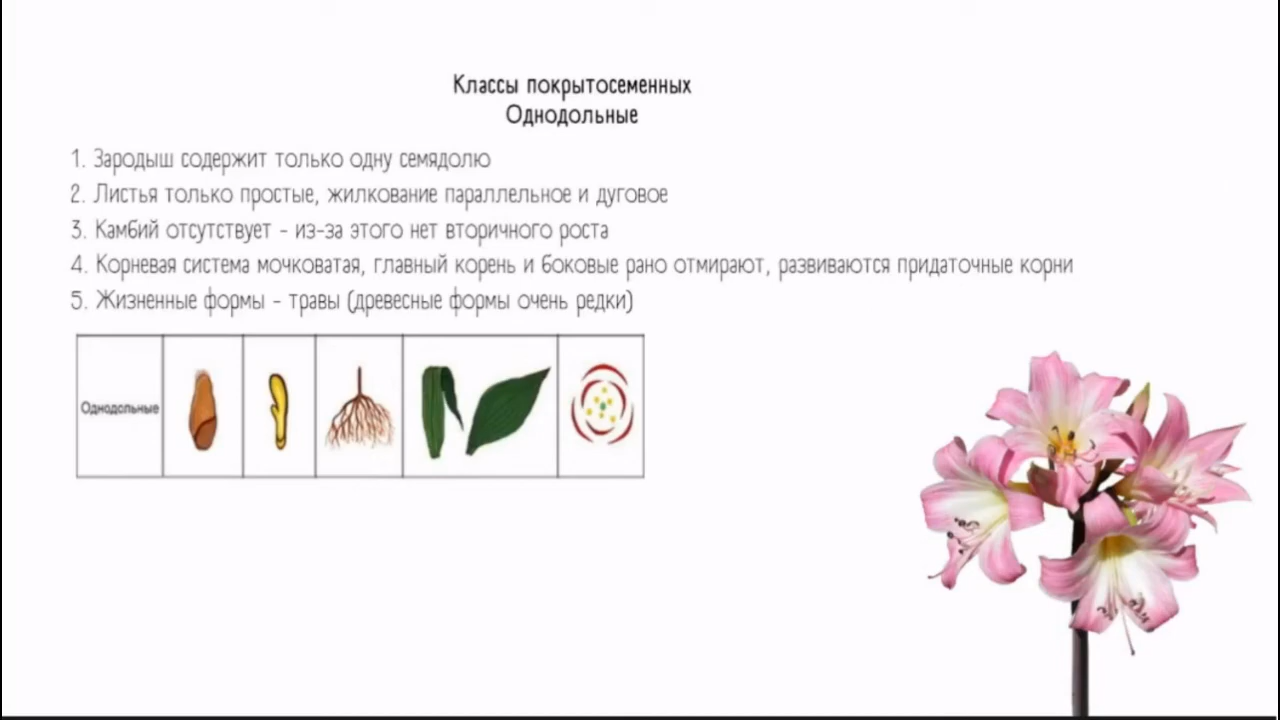 Классы покрытосеменных
Однодольные
1. Зародыш содержит только одну семядолю
2. Листья только простые, жилкование параллельное и дуговое
3. Камбий отсутствует - из-за этого нет вторичного роста
4. Корневая система мочковатая, главный корень и боковые рано отмирают, развиваются придаточные корни
5. Жизненные формы - травы (древесные формы очень редки)
Однодольные